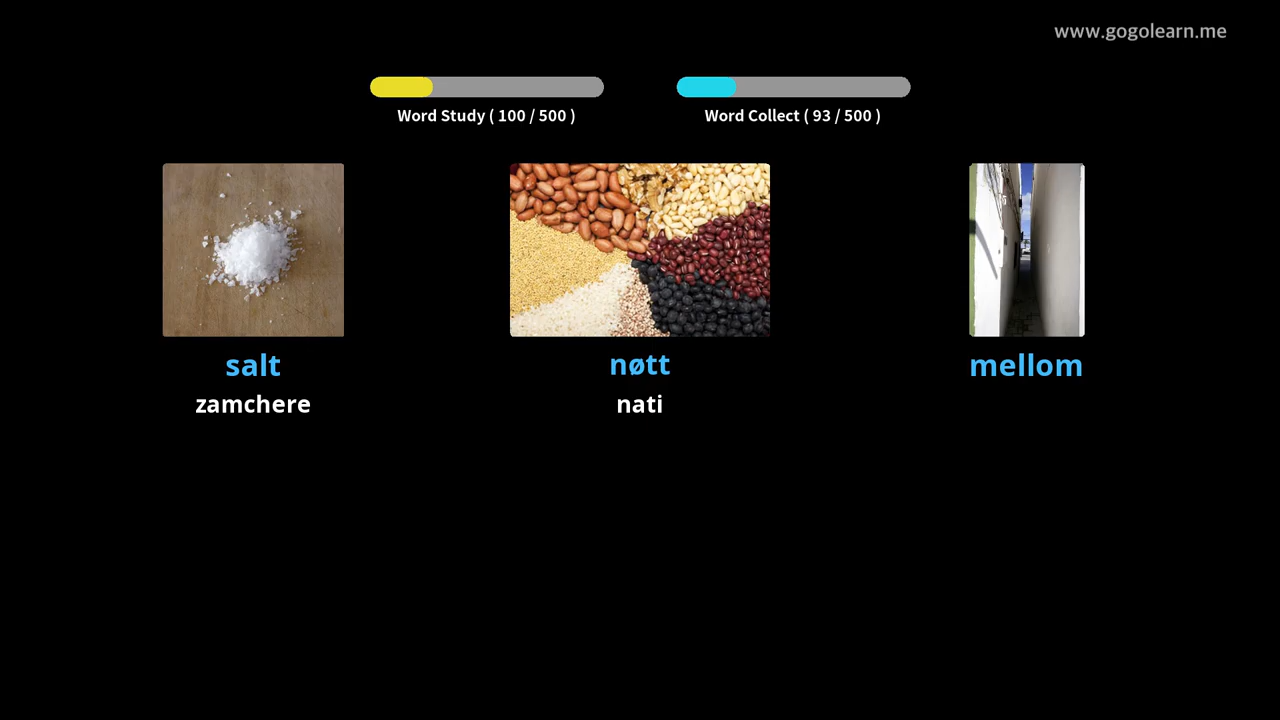 www.gogolearn.me
Word Study ( 100 / 500 )
Word Collect ( 93 / 500 )
salt
nøtt
mellom
zamchere
nati